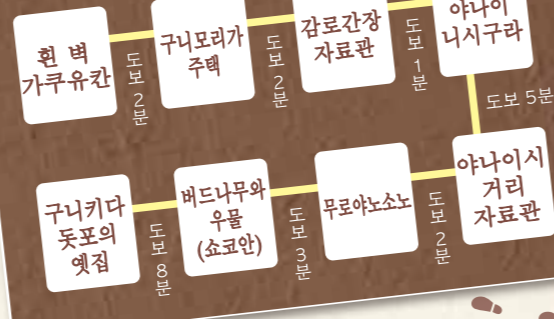 흰 벽
가쿠유칸
도보 2분
구니모리가
주택
도보 2분
감로간장
자료관
도보 1분
야나이
니시구라
도보 5분
야나이시
거리
자료관
도보 2분
무로야노소노
도보 3분
버드나무와
우물
(쇼코안)
도보 8분
구니키다
돗포의
옛집